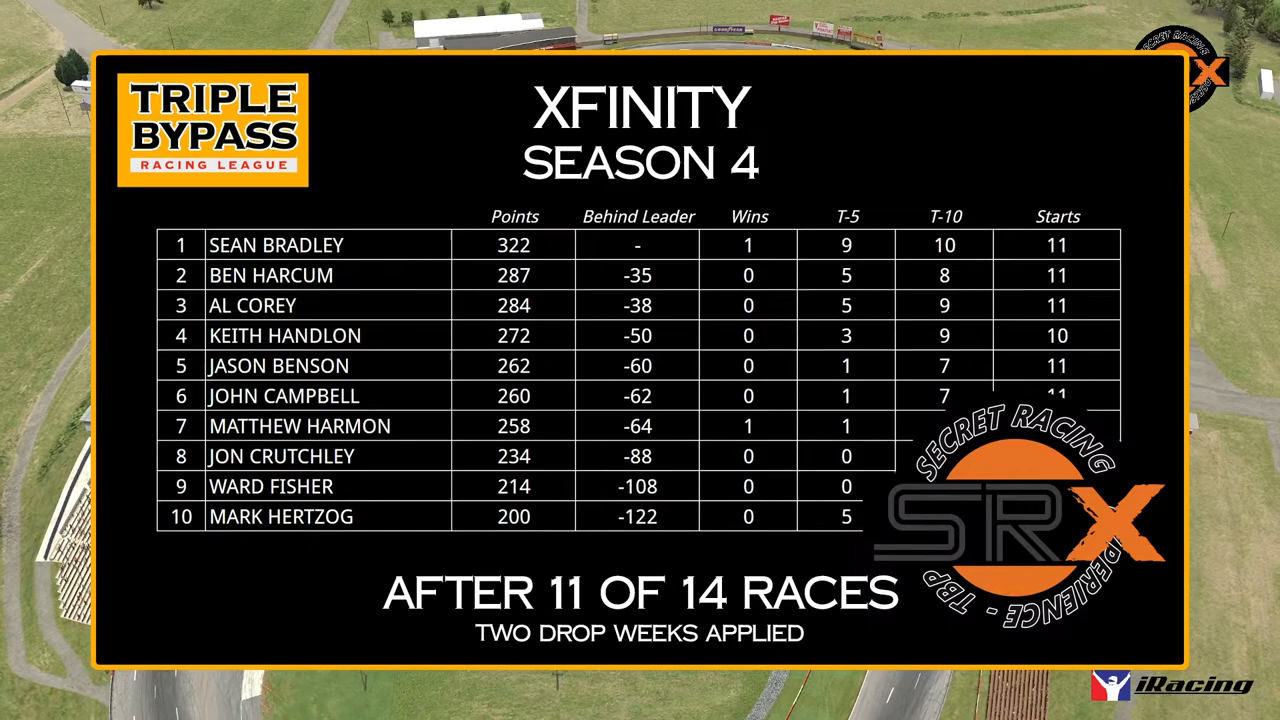 TRIPLE
BYPASS
RACING LEAGUE
XFINITY
SEASON 4
Points Behind Leader Wins T-5 T-10 Starts
1 SEAN BRADLEY 322 - 1 9 10 11
2 BEN HARCUM 287 -35 0 5 8 11
3 AL COREY 284 -38 0 5 9 11
4 KEITH HANDLON 272 -50 0 3 9 10
5 JASON BENSON 262 -60 0 1 7 11
6 JOHN CAMPBELL 260 -62 0 1 7 11
7 MATTHEW HARMON 258 -64 1 1
8 JON CRUTCHLEY 234 -88 0 0
9 WARD FISHER 214 -108 0 0
10 MARK HERTZOG 200 -122 0 5
SECRET RACING
SRX
TBP
AFTER 11 OF 14 RACES
TWO DROP WEEKS APPLIED
iRacing